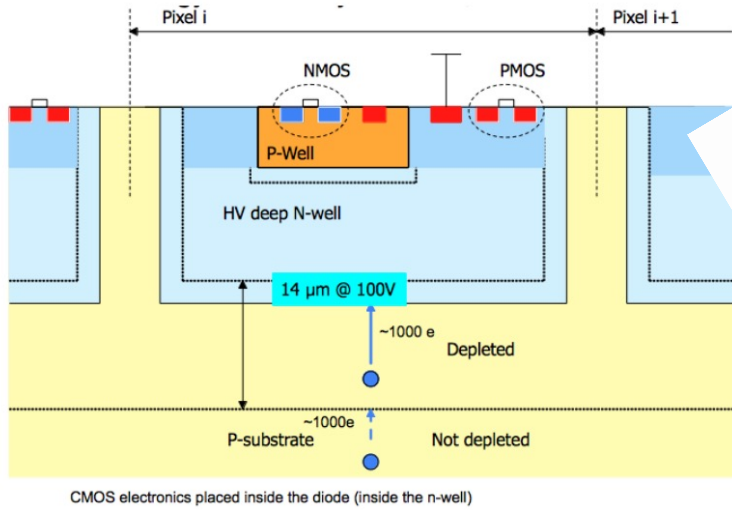 Pixel i
Pixel i+1
NMOS
PMOS
P-Well
HV deep N-well
14 µm @ 100V
~1000 e
Depleted
~1000e
P-substrate
Not depleted
CMOS electronics placed inside the diode (inside the n-well)